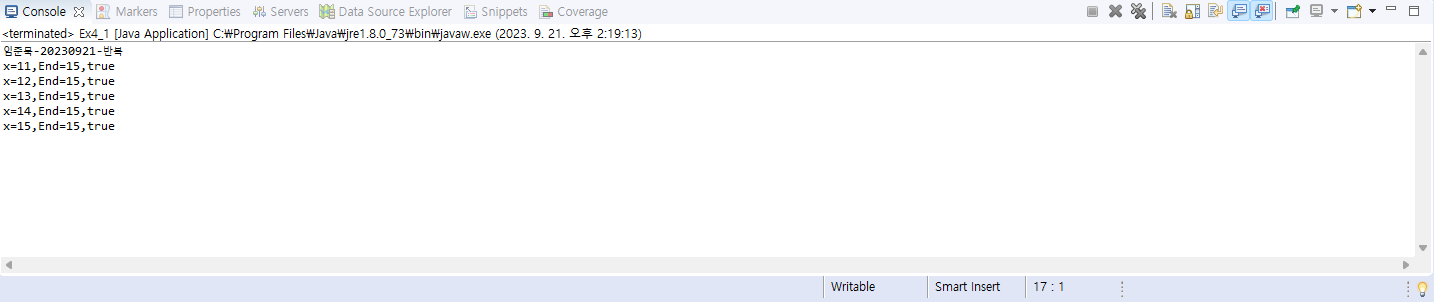 Console Markers Properties Servers Data Source Explorer Snippets Coverage
<terminated> Ex4_1 [Java Application] C:₩Program Files₩Java₩jre1.8.0_73₩bin₩javaw.exe (2023. 9. 21. 오후 2:19:13)
임준묵-20230921-반복
x=11,End=15,true
x=12,End=15,true
x=13,End=15,true
x=14,End=15,true
x=15,End=15,true
Writable Smart Insert 17 : 1